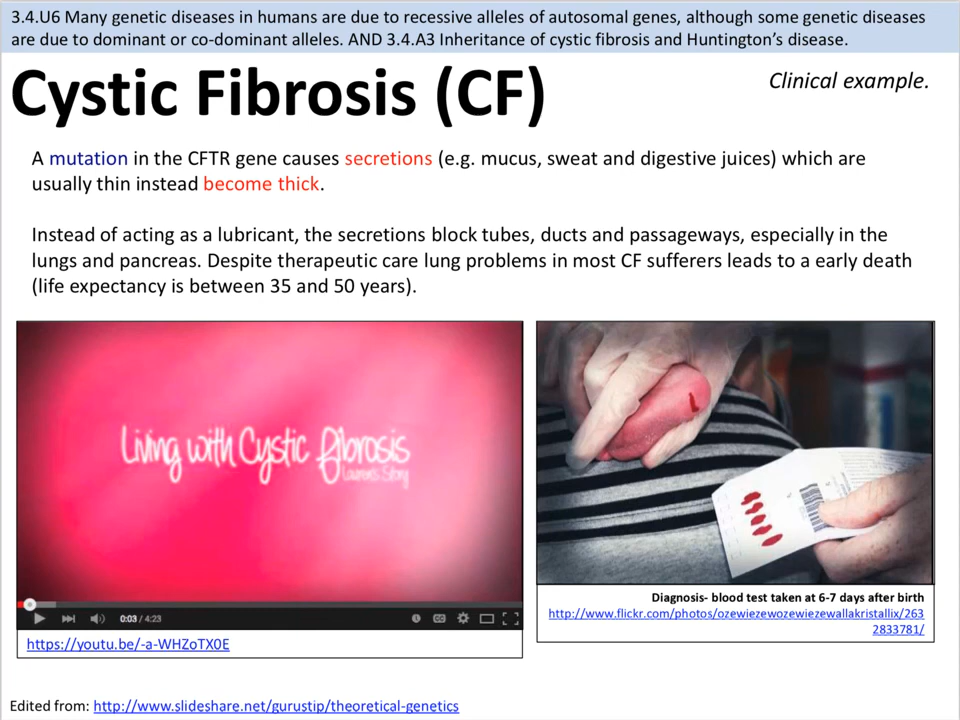 3.4.U6 Many genetic diseases in humans are due to recessive alleles of autosomal genes, although some genetic diseases
are due to dominant or co-dominant alleles. AND 3.4.A3 Inheritance of cystic fibrosis and Huntington's disease.
Cystic Fibrosis (CF)
Clinical example.
A mutation in the CFTR gene causes secretions (e.g. mucus, sweat and digestive juices) which are
usually thin instead become thick.
Instead of acting as a lubricant, the secretions block tubes, ducts and passageways, especially in the
lungs and pancreas. Despite therapeutic care lung problems in most CF sufferers leads to a early death
(life expectancy is between 35 and 50 years).
Living with Cystic fibrosis
Lauren's Story
0:03 / 4:23
https://youtu.be/-a-WHZoTX0E
Diagnosis- blood test taken at 6-7 days after birth
http://www.flickr.com/photos/ozewiezewozewiezewallakristallix/263
2833781/
Edited from: http://www.slideshare.net/gurustip/theoretical-genetics